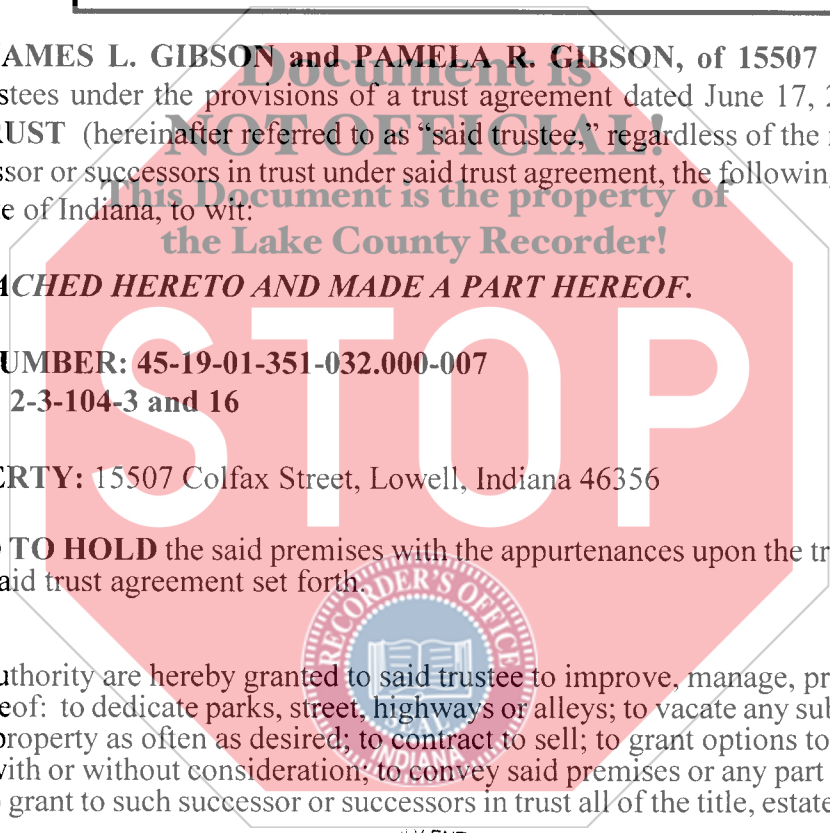 AMES L. GIBSON and PAMELA R. GIBSON, of 15507
Document is
stees under the provisions of a trust agreement dated June 17, 2
RUST (hereinafter referred to as “said trustee,” regardless of the
NOT OFFICIAL!
ssor or successors in trust under said trust agreement, the following
This Document is the property of
e of Indiana, to wit:
the Lake County Recorder!
ACHED HERETO AND MADE A PART HEREOF.
STOP
UMBER: 45-19-01-351-032.000-007
2-3-104-3 and 16
ERTY: 15507 Colfax Street, Lowell, Indiana 46356
TO HOLD the said premises with the appurtenances upon the tr
aid trust agreement set forth.
RECORDER'S OFFICE
uthority are hereby granted to said trustee to improve, manage, pr
eof: to dedicate parks, street, highways or alleys; to vacate any sub
SEAL
property as often as desired; to contract to sell; to grant options to
INDIANA
with or without consideration; to convey said premises or any part
grant to such successor or successors in trust all of the title, estate